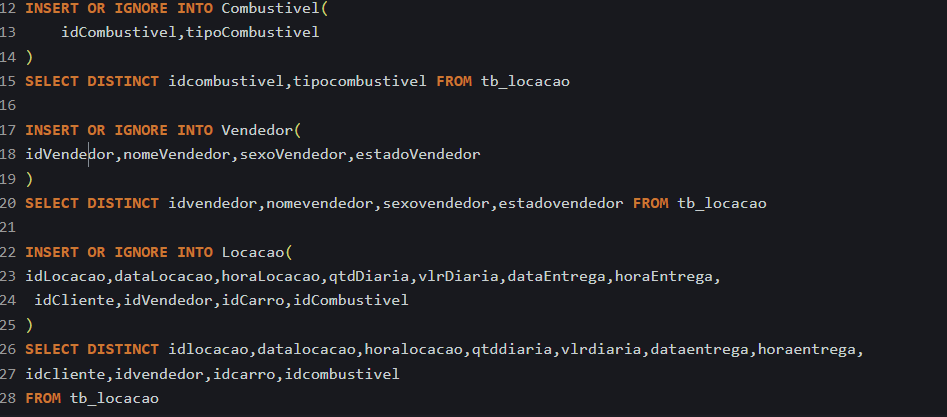 12 INSERT OR IGNORE INTO Combustivel(
13 idCombustivel,tipoCombustivel
14 )
15 SELECT DISTINCT idcombustivel,tipocombustivel FROM tb_locacao
16
17 INSERT OR IGNORE INTO Vendedor(
18 idVendedor,nomeVendedor,sexoVendedor,estadoVendedor
19 )
20 SELECT DISTINCT idvendedor,nomevendedor,sexovendedor,estadovendedor FROM tb_locacao
21
22 INSERT OR IGNORE INTO Locacao(
23 idLocacao,dataLocacao,horaLocacao,qtdDiaria,vlrDiaria,dataEntrega,horaEntrega,
24 idCliente,idVendedor,idCarro,idCombustivel
25 )
26 SELECT DISTINCT idlocacao,datalocacao,horalocacao,qtddiaria,vlrdiaria,dataentrega,horaentrega,
27 idcliente,idvendedor,idcarro,idcombustivel
28 FROM tb_locacao